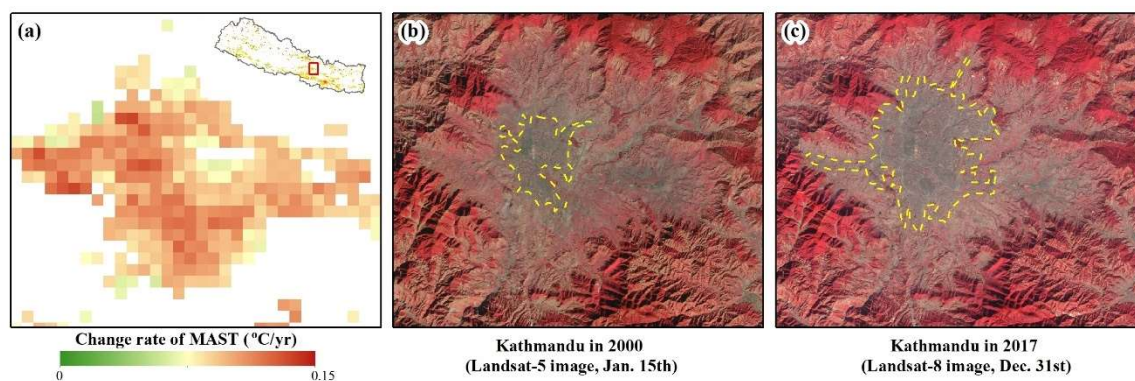 (a)
(b)
(c)
Change rate of MAST (°C/yr)
0
0.15
Kathmandu in 2000
(Landsat-5 image, Jan. 15th)
Kathmandu in 2017
(Landsat-8 image, Dec. 31st)